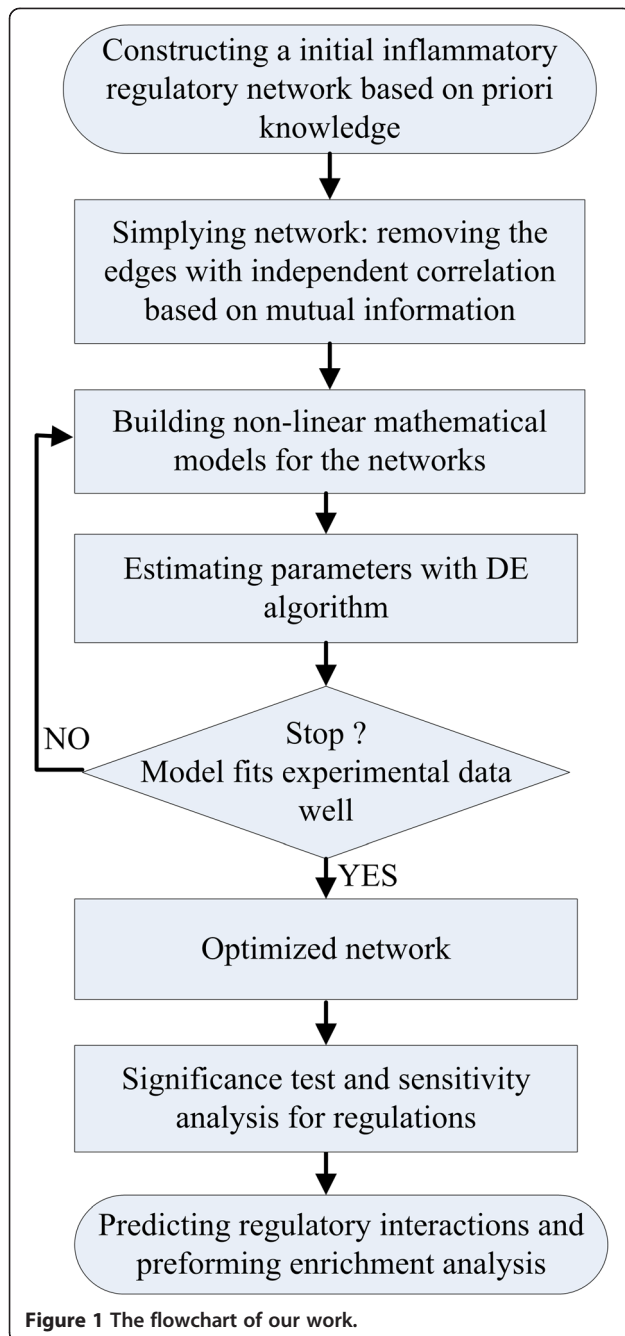 Constructing a initial inflammatory
regulatory network based on priori
knowledge
Simplying network: removing the
edges with independent correlation
based on mutual information
Building non-linear mathematical
models for the networks
Estimating parameters with DE
algorithm
Stop ?
Model fits experimental data
well
NO
YES
Optimized network
Significance test and sensitivity
analysis for regulations
Predicting regulatory interactions and
preforming enrichment analysis
Figure 1 The flowchart of our work.